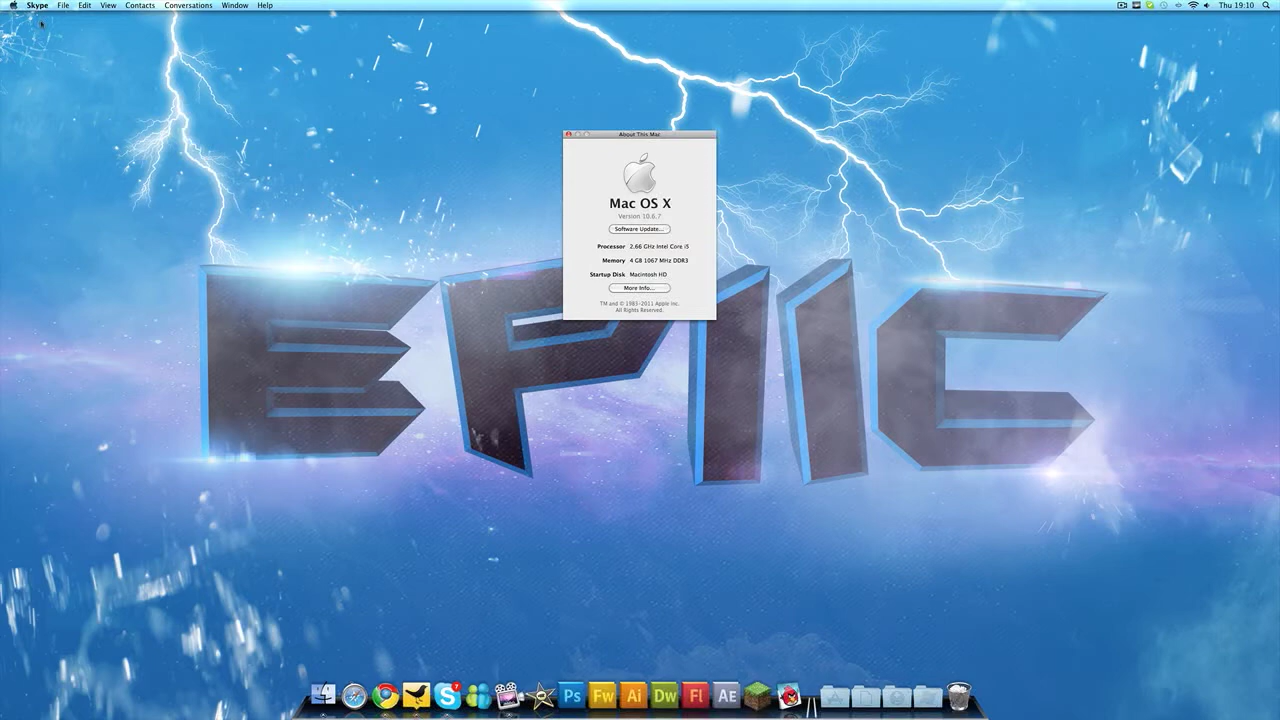 Skype File Edit View Contacts Conversations Window Help Thu 19:10
About This Mac
Mac OS X
Version 10.6.7
Software Update...
Processor 2.66 GHz Intel Core i5
Memory 4 GB 1067 MHz DDR3
Startup Disk Macintosh HD
More Info...
TM and © 1983-2011 Apple Inc.
All Rights Reserved.
EPIIC
7
Ps Fw Ai Dw Fl AE